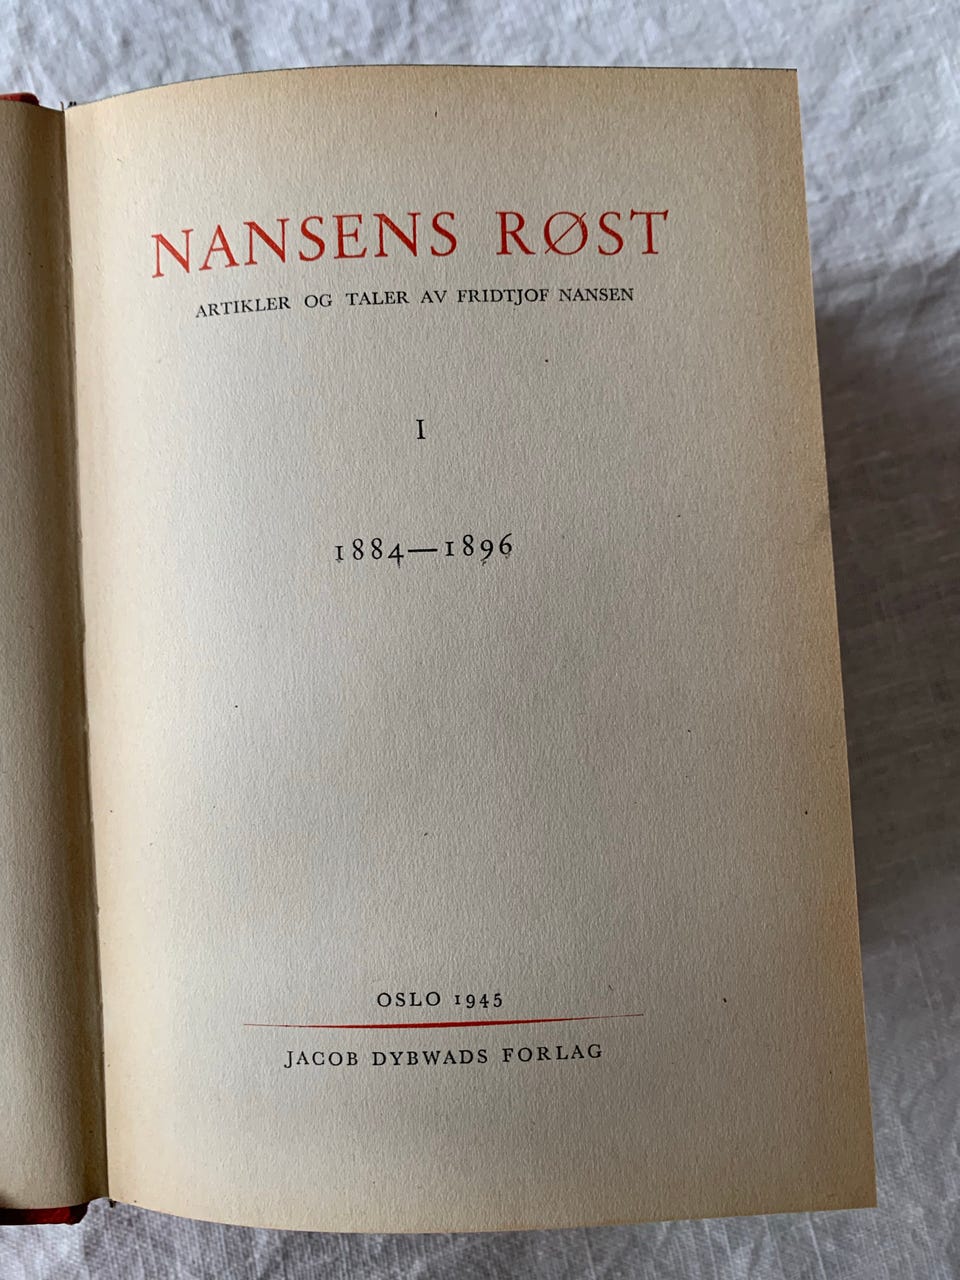 NANSENS RØST
ARTIKLER OG TALER AV FRIDTJOF NANSEN
I
1884—1896
OSLO 1945
JACOB DYBWADS FORLAG